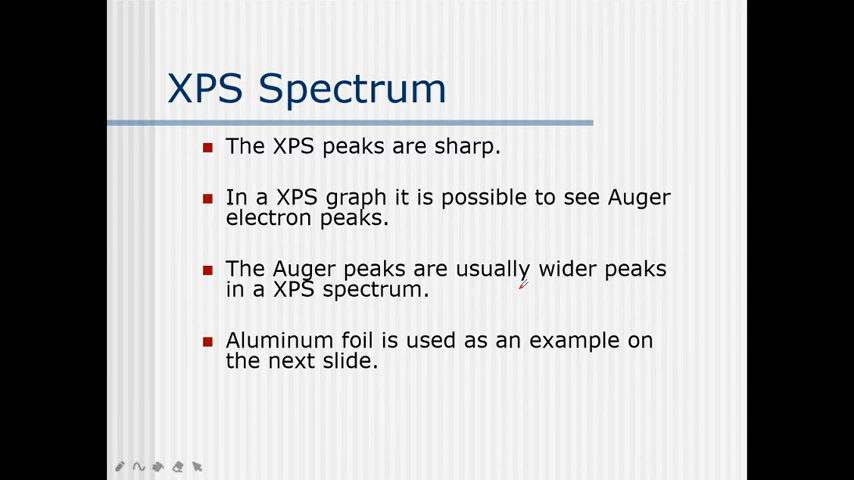 XPS Spectrum
The XPS peaks are sharp.
In a XPS graph it is possible to see Auger
electron peaks.
The Auger peaks are usually wider peaks
in a XPS spectrum.
Aluminum foil is used as an example on
the next slide.